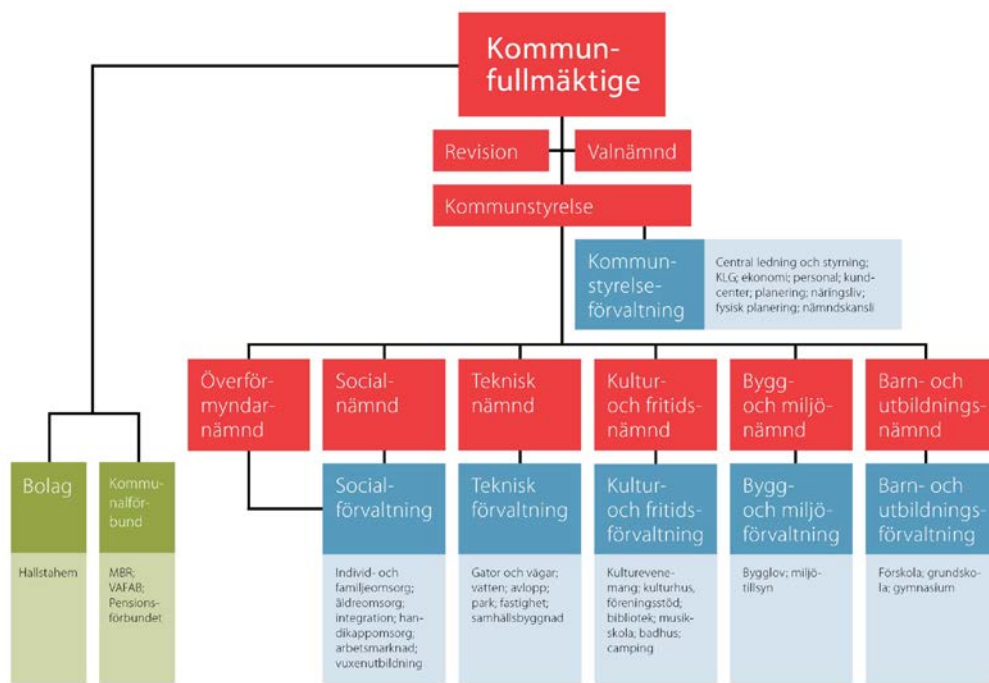 Kommun-
fullmäktige
Revision
Valnämnd
Kommunstyrelse
Kommun-
styrelse-
förvaltning
Central ledning och styrning;
KLG; ekonomi; personal; kund-
center; planering; näringsliv;
fysisk planering; nämndskansli
Överför-
myndar-
nämnd
Social-
nämnd
Teknisk
nämnd
Kultur-
och fritids-
nämnd
Bygg-
och miljö-
nämnd
Barn- och
utbildnings-
nämnd
Bolag
Kommu-
nalför-
bund
Social-
förvaltning
Teknisk
förvaltning
Kultur-
och fritids-
förvaltning
Bygg-
och miljö-
förvaltning
Barn- och
utbildnings-
förvaltning
Hallstahem
MBR;
VAFAB;
Pensions-
förbundet
Individ- och
familjeomsorg;
äldreomsorg;
integration; han-
dikappomsorg;
arbetsmarknad;
vuxenutbildning
Gator och vägar;
vatten; avlopp;
park; fastighet;
samhällsbyggnad
Kulturevene-
mang; kulturhus,
föreningsstöd;
bibliotek; musik-
skola; badhus;
camping
Bygglov; miljö-
tillsyn
Förskola; grundsko-
la; gymnasium